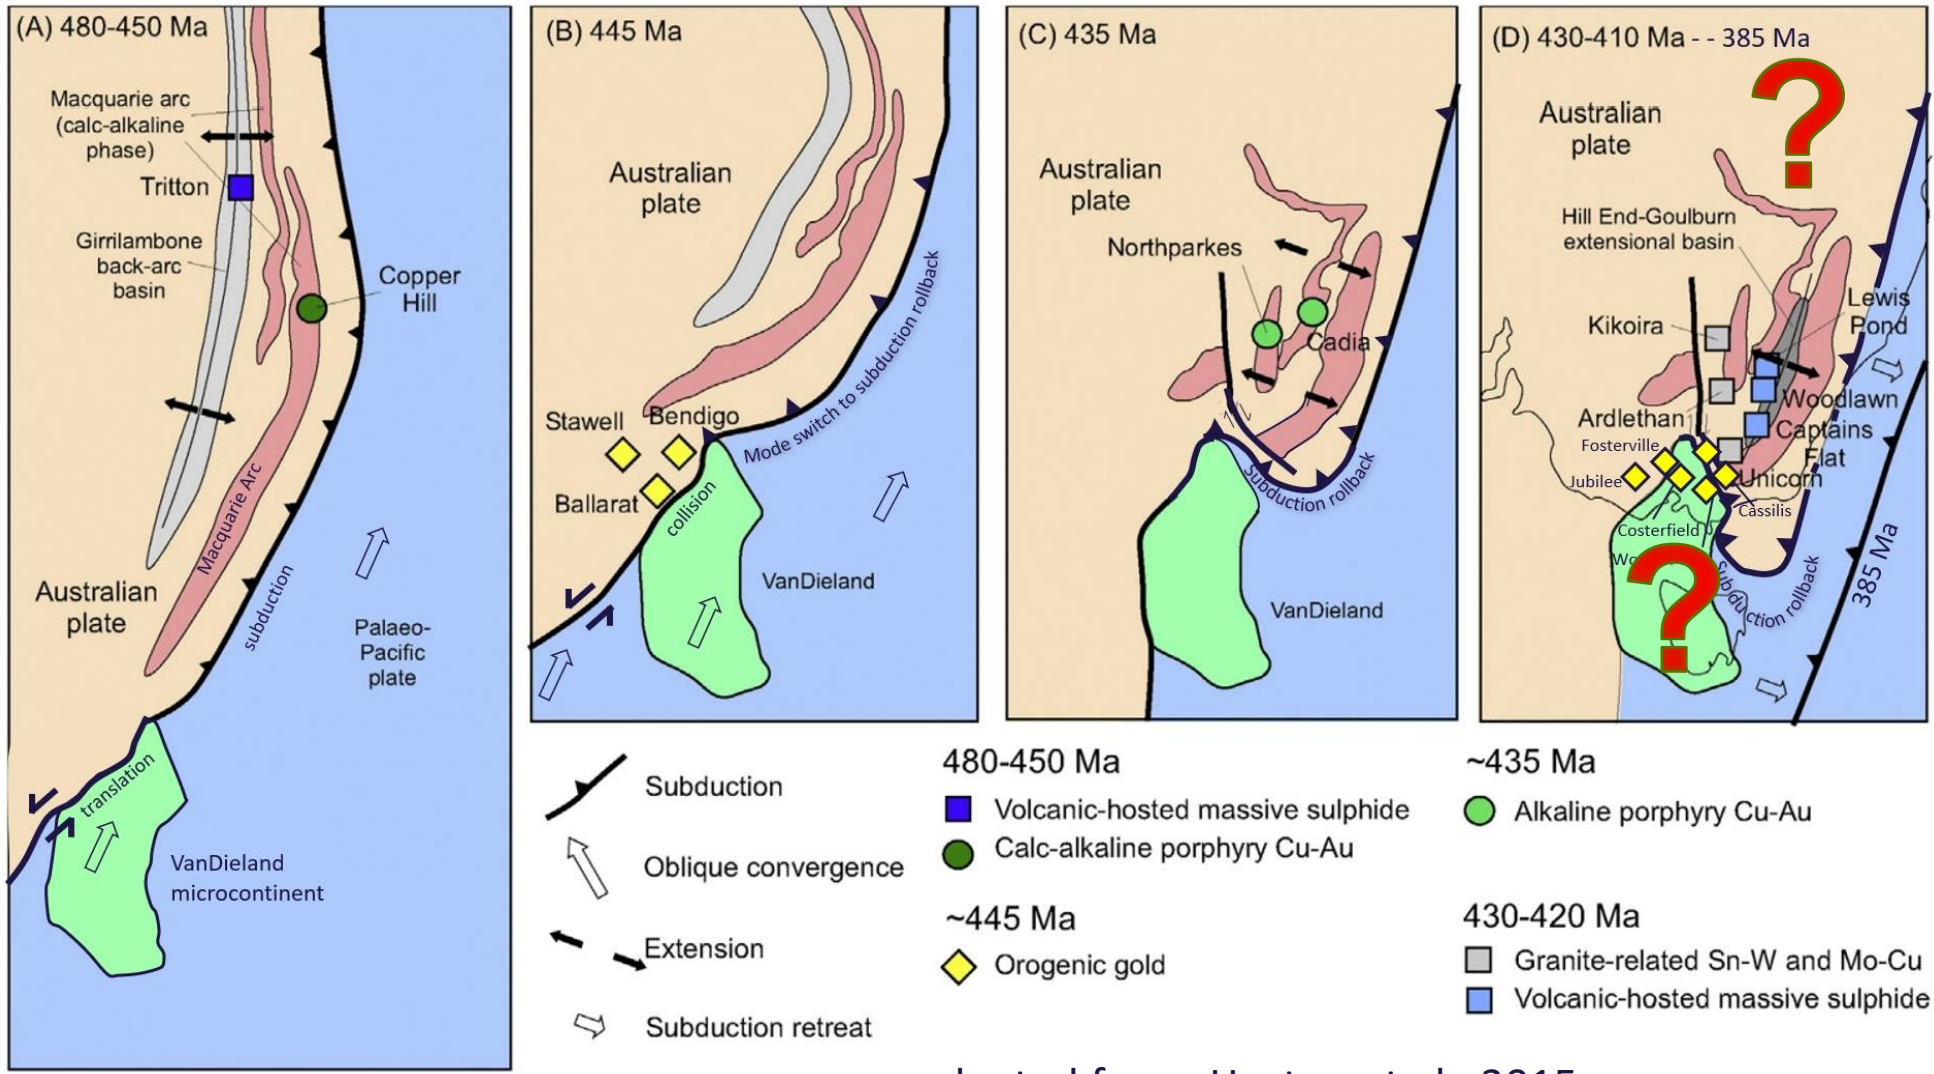 (A) 480-450 Ma
Macquarie arc
(calc-alkaline
phase)
Tritton
Girrilambone
back-arc
basin
Copper
Hill
Macquarie Arc
subduction
Australian
plate
Palaeo-
Pacific
plate
translation
VanDieland
microcontinent
(B) 445 Ma
Australian
plate
Mode switch to subduction rollback
Stawell
Bendigo
Ballarat
collision
VanDieland
(C) 435 Ma
Australian
plate
Northparkes
Cadia
Subduction rollback
VanDieland
(D) 430-410 Ma - - 385 Ma
?
Australian
plate
Hill End-Goulburn
extensional basin
Lewis
Pond
Kikoira
Woodlawn
Ardlethan
Captains
Flat
Fosterville
Jubilee
Unicorn
Cassilis
Costerfield
?
Subduction rollback
385 Ma
Subduction
Oblique convergence
Extension
Subduction retreat
480-450 Ma
Volcanic-hosted massive sulphide
Calc-alkaline porphyry Cu-Au
~445 Ma
Orogenic gold
~435 Ma
Alkaline porphyry Cu-Au
430-420 Ma
Granite-related Sn-W and Mo-Cu
Volcanic-hosted massive sulphide